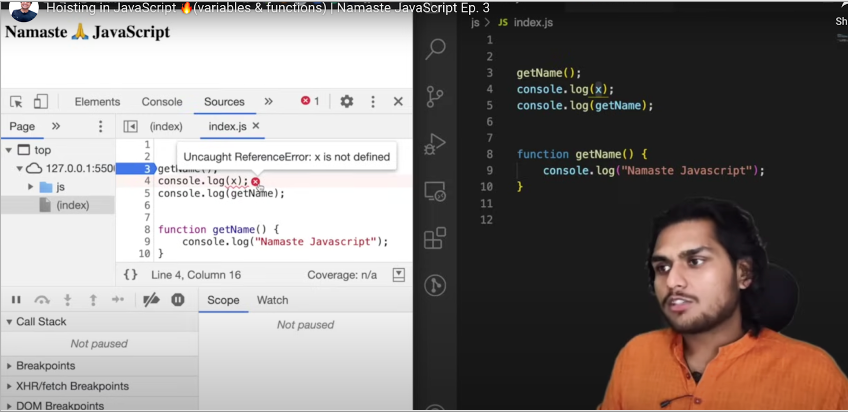 Hoisting in JavaScript 🔥(variables & functions) | Namaste JavaScript Ep. 3
Namaste 🙏 JavaScript
Sh
Elements Console Sources » 1
Page » (index) index.js ×
top
127.0.0.1:550
js
(index)
1
2
3 getName();
4 console.log(x);
Uncaught ReferenceError: x is not defined
5 console.log(getName);
6
7
8 function getName() {
9 console.log("Namaste Javascript");
10 }
{} Line 4, Column 16 Coverage: n/a
Scope Watch
Call Stack
Not paused
Not paused
Breakpoints
XHR/fetch Breakpoints
DOM Breakpoints
js > JS index.js
1
2
3 getName();
4 console.log(x);
5 console.log(getName);
6
7
8 function getName() {
9 console.log("Namaste Javascript");
10 }
11
12